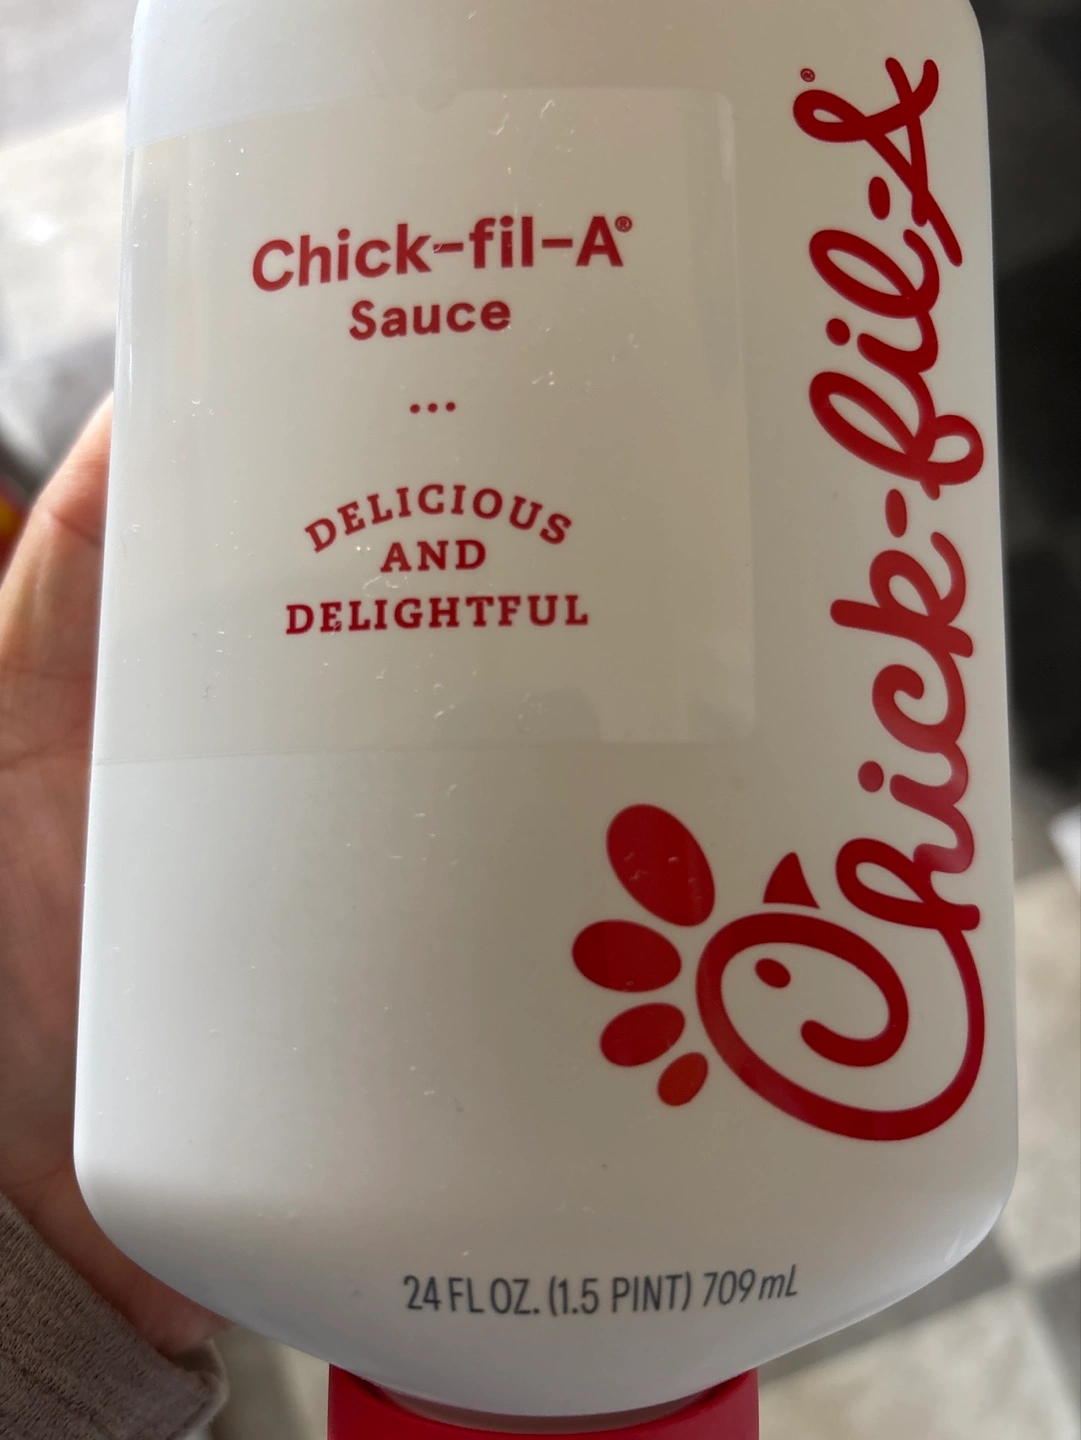 Chick-fil-A®
Sauce
...
DELICIOUS
AND
DELIGHTFUL
Chick-fil-A®
24 FL OZ. (1.5 PINT) 709 mL